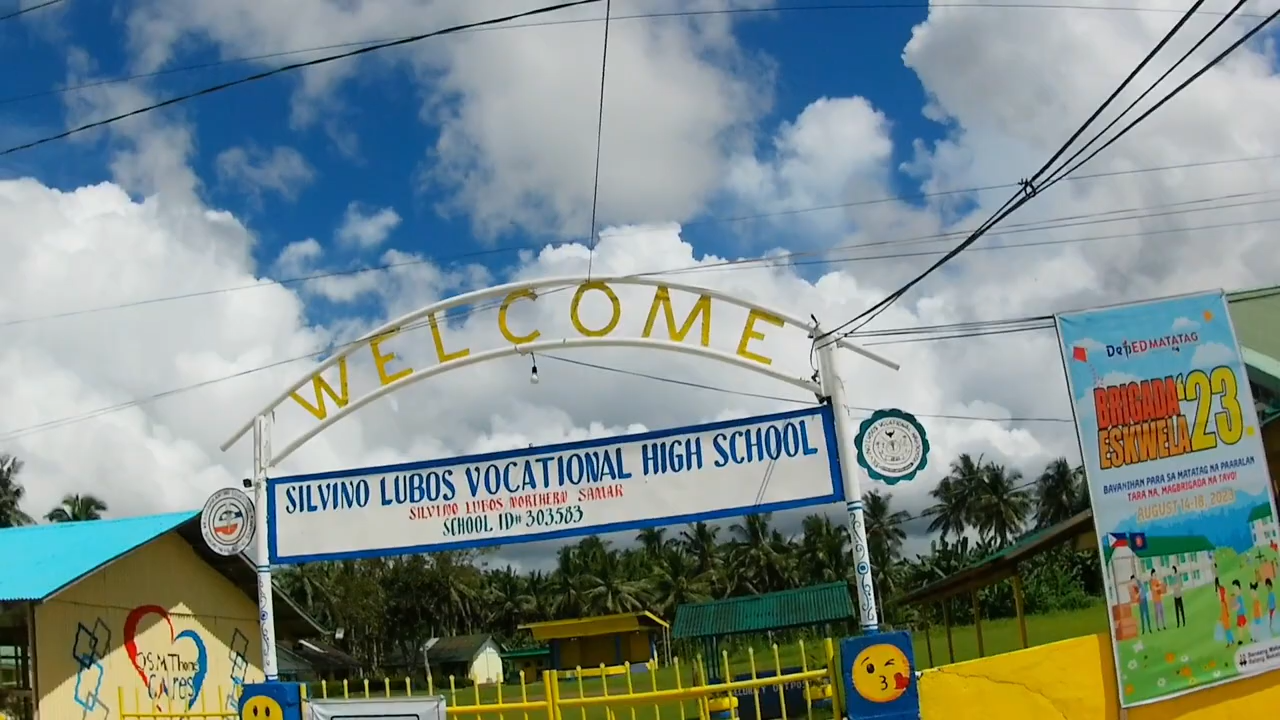 WELCOME
SILVINO LUBOS VOCATIONAL HIGH SCHOOL
SILVINO LUBOS NORTHERN SAMAR
SCHOOL ID# 303583
DepED MATATAG
BRIGADA
ESKWELA
'23
BAYANIHAN PARA SA MATATAG NA PAARALAN
TARA NA, MAGBRIGADA NA TAYO!
AUGUST 14-18, 2023
CAres